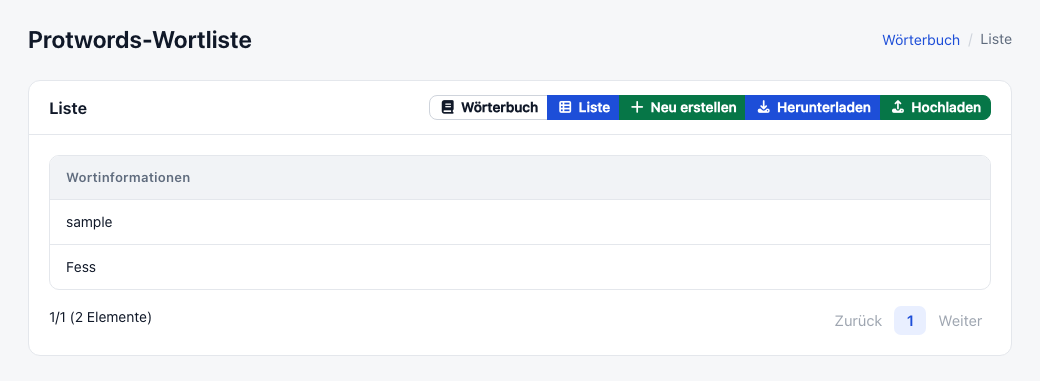 Protwords-Wortliste
Wörterbuch / Liste
Liste
Wörterbuch Liste Neu erstellen Herunterladen Hochladen
Wortinformationen
sample
Fess
1/1 (2 Elemente)
Zurück 1 Weiter